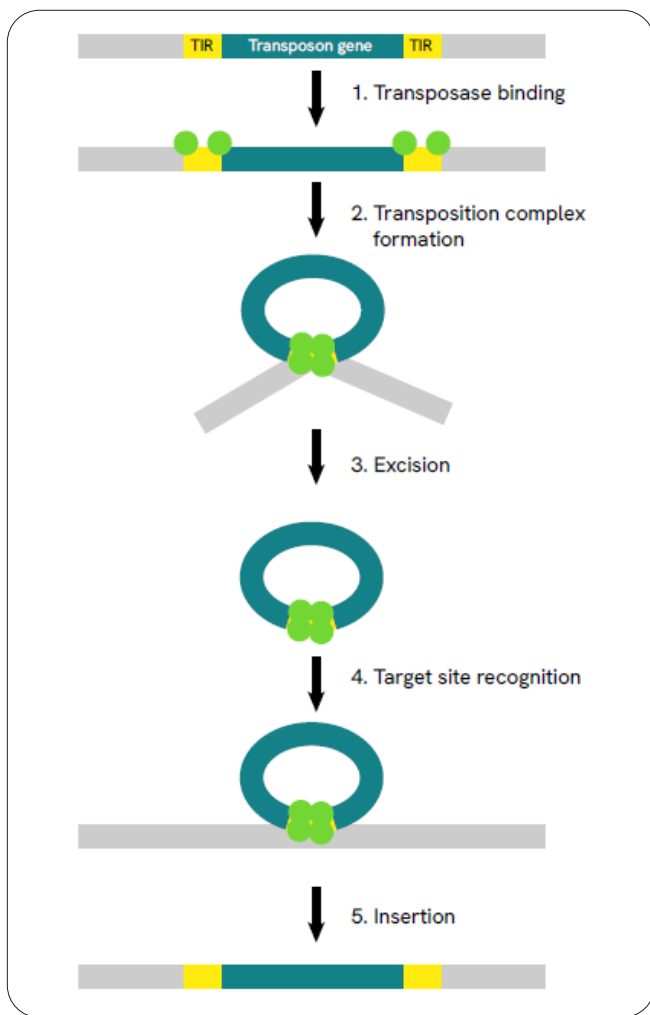 TIR Transposon gene TIR
1. Transposase binding
2. Transposition complex
formation
3. Excision
4. Target site recognition
5. Insertion